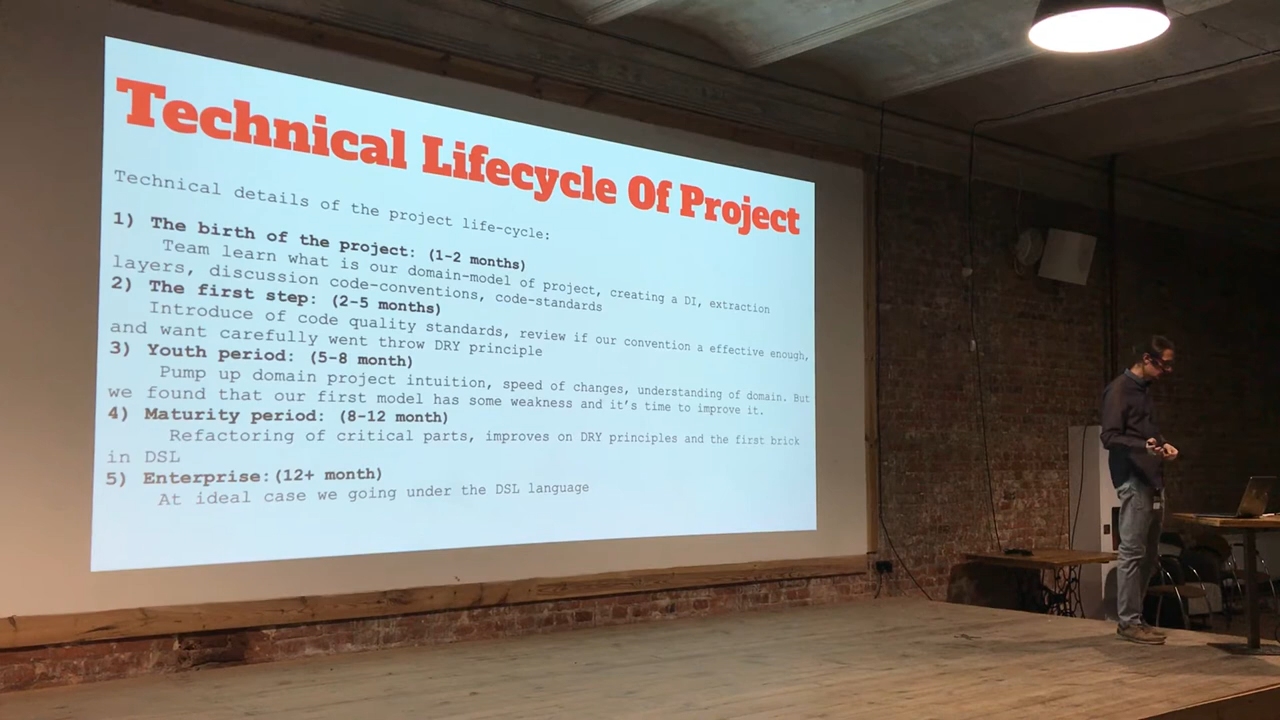 Technical Lifecycle Of Project
Technical details of the project life-cycle:
1) The birth of the project: (1-2 months)
Team learn what is our domain-model of project, creating a DI, extraction
layers, discussion code-conventions, code-standards
2) The first step: (2-5 months)
Introduce of code quality standards, review if our convention a effective enough,
and want carefully went throw DRY principle
3) Youth period: (5-8 month)
Pump up domain project intuition, speed of changes, understanding of domain. But
we found that our first model has some weakness and it's time to improve it.
4) Maturity period: (8-12 month)
Refactoring of critical parts, improves on DRY principles and the first brick
in DSL
5) Enterprise:(12+ month)
At ideal case we going under the DSL language